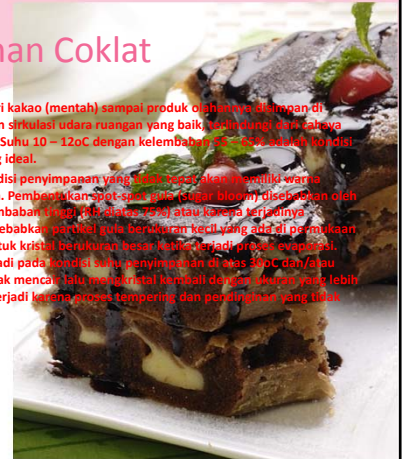 nan Coklat
ri kakao (mentah) sampai produk olahannya disimpan di
n sirkulasi udara ruangan yang baik, terlindungi dari cahaya
Suhu 10 – 12oC dengan kelembaban 55 – 65% adalah kondisi
g ideal.
disi penyimpanan yang tidak tepat akan memiliki warna
. Pembentukan spot-spot gula (sugar bloom) disebabkan oleh
mbaban tinggi (RH diatas 75%) atau karena terjadinya
ebabkan partikel gula berukuran kecil yang ada di permukaan
tuk kristal berukuran besar ketika terjadi proses evaporasi.
adi pada kondisi suhu penyimpanan di atas 30oC dan/atau
ak mencair lalu mengkristal kembali dengan ukuran yang lebih
erjadi karena proses tempering dan pendinginan yang tidak